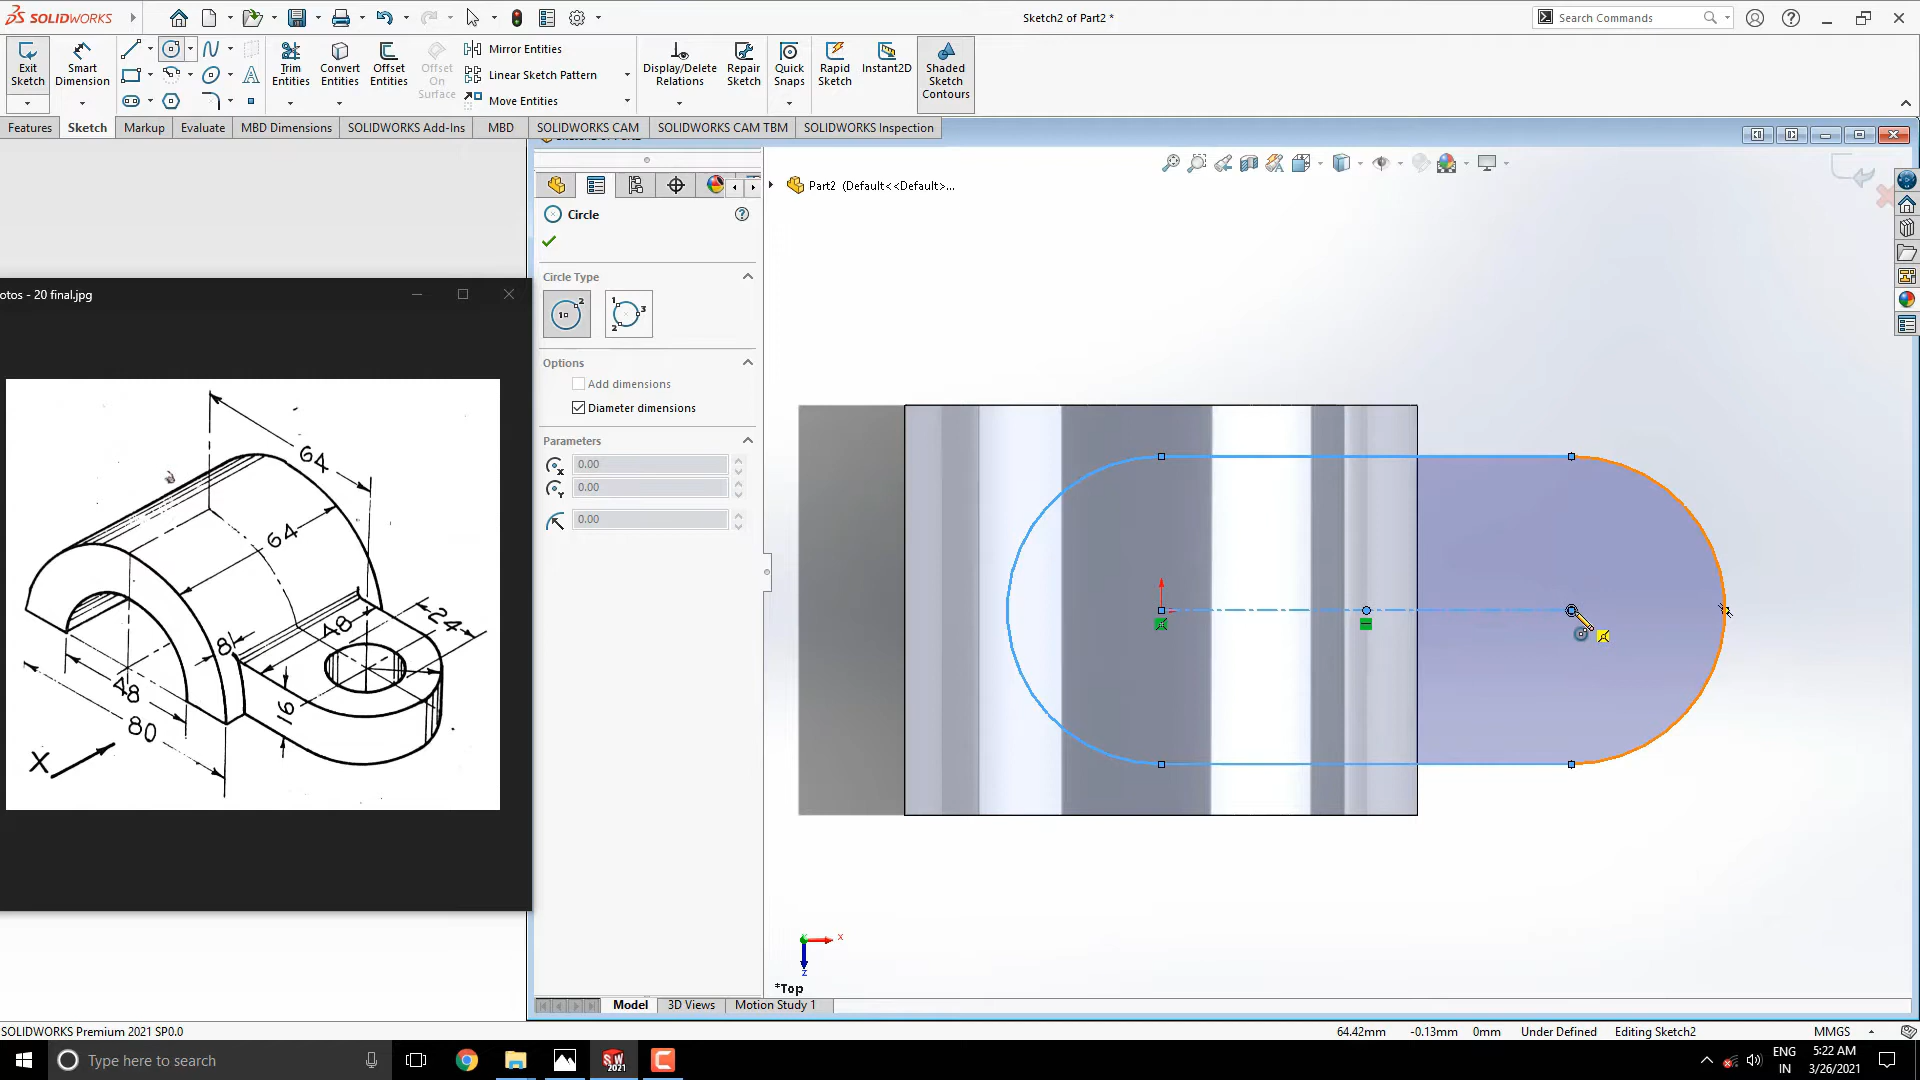 SOLIDWORKS
Sketch2 of Part2 *
Search Commands
Exit Sketch
Smart Dimension
Trim Entities
Convert Entities
Offset Entities
Offset On Surface
Mirror Entities
Linear Sketch Pattern
Move Entities
Display/Delete Relations
Repair Sketch
Quick Snaps
Rapid Sketch
Instant2D
Shaded Sketch Contours
Features
Sketch
Markup
Evaluate
MBD Dimensions
SOLIDWORKS Add-Ins
MBD
SOLIDWORKS CAM
SOLIDWORKS CAM TBM
SOLIDWORKS Inspection
Part2 (Default<<Default>...
Circle
Circle Type
Options
Add dimensions
Diameter dimensions
Parameters
0.00
0.00
0.00
otos - 20 final.jpg
64
64
24
48
8
48
16
80
X
x
z
*Top
Model
3D Views
Motion Study 1
SOLIDWORKS Premium 2021 SP0.0
64.42mm
-0.13mm
0mm
Under Defined
Editing Sketch2
MMGS
Type here to search
SW
2021
ENG
IN
5:22 AM
3/26/2021